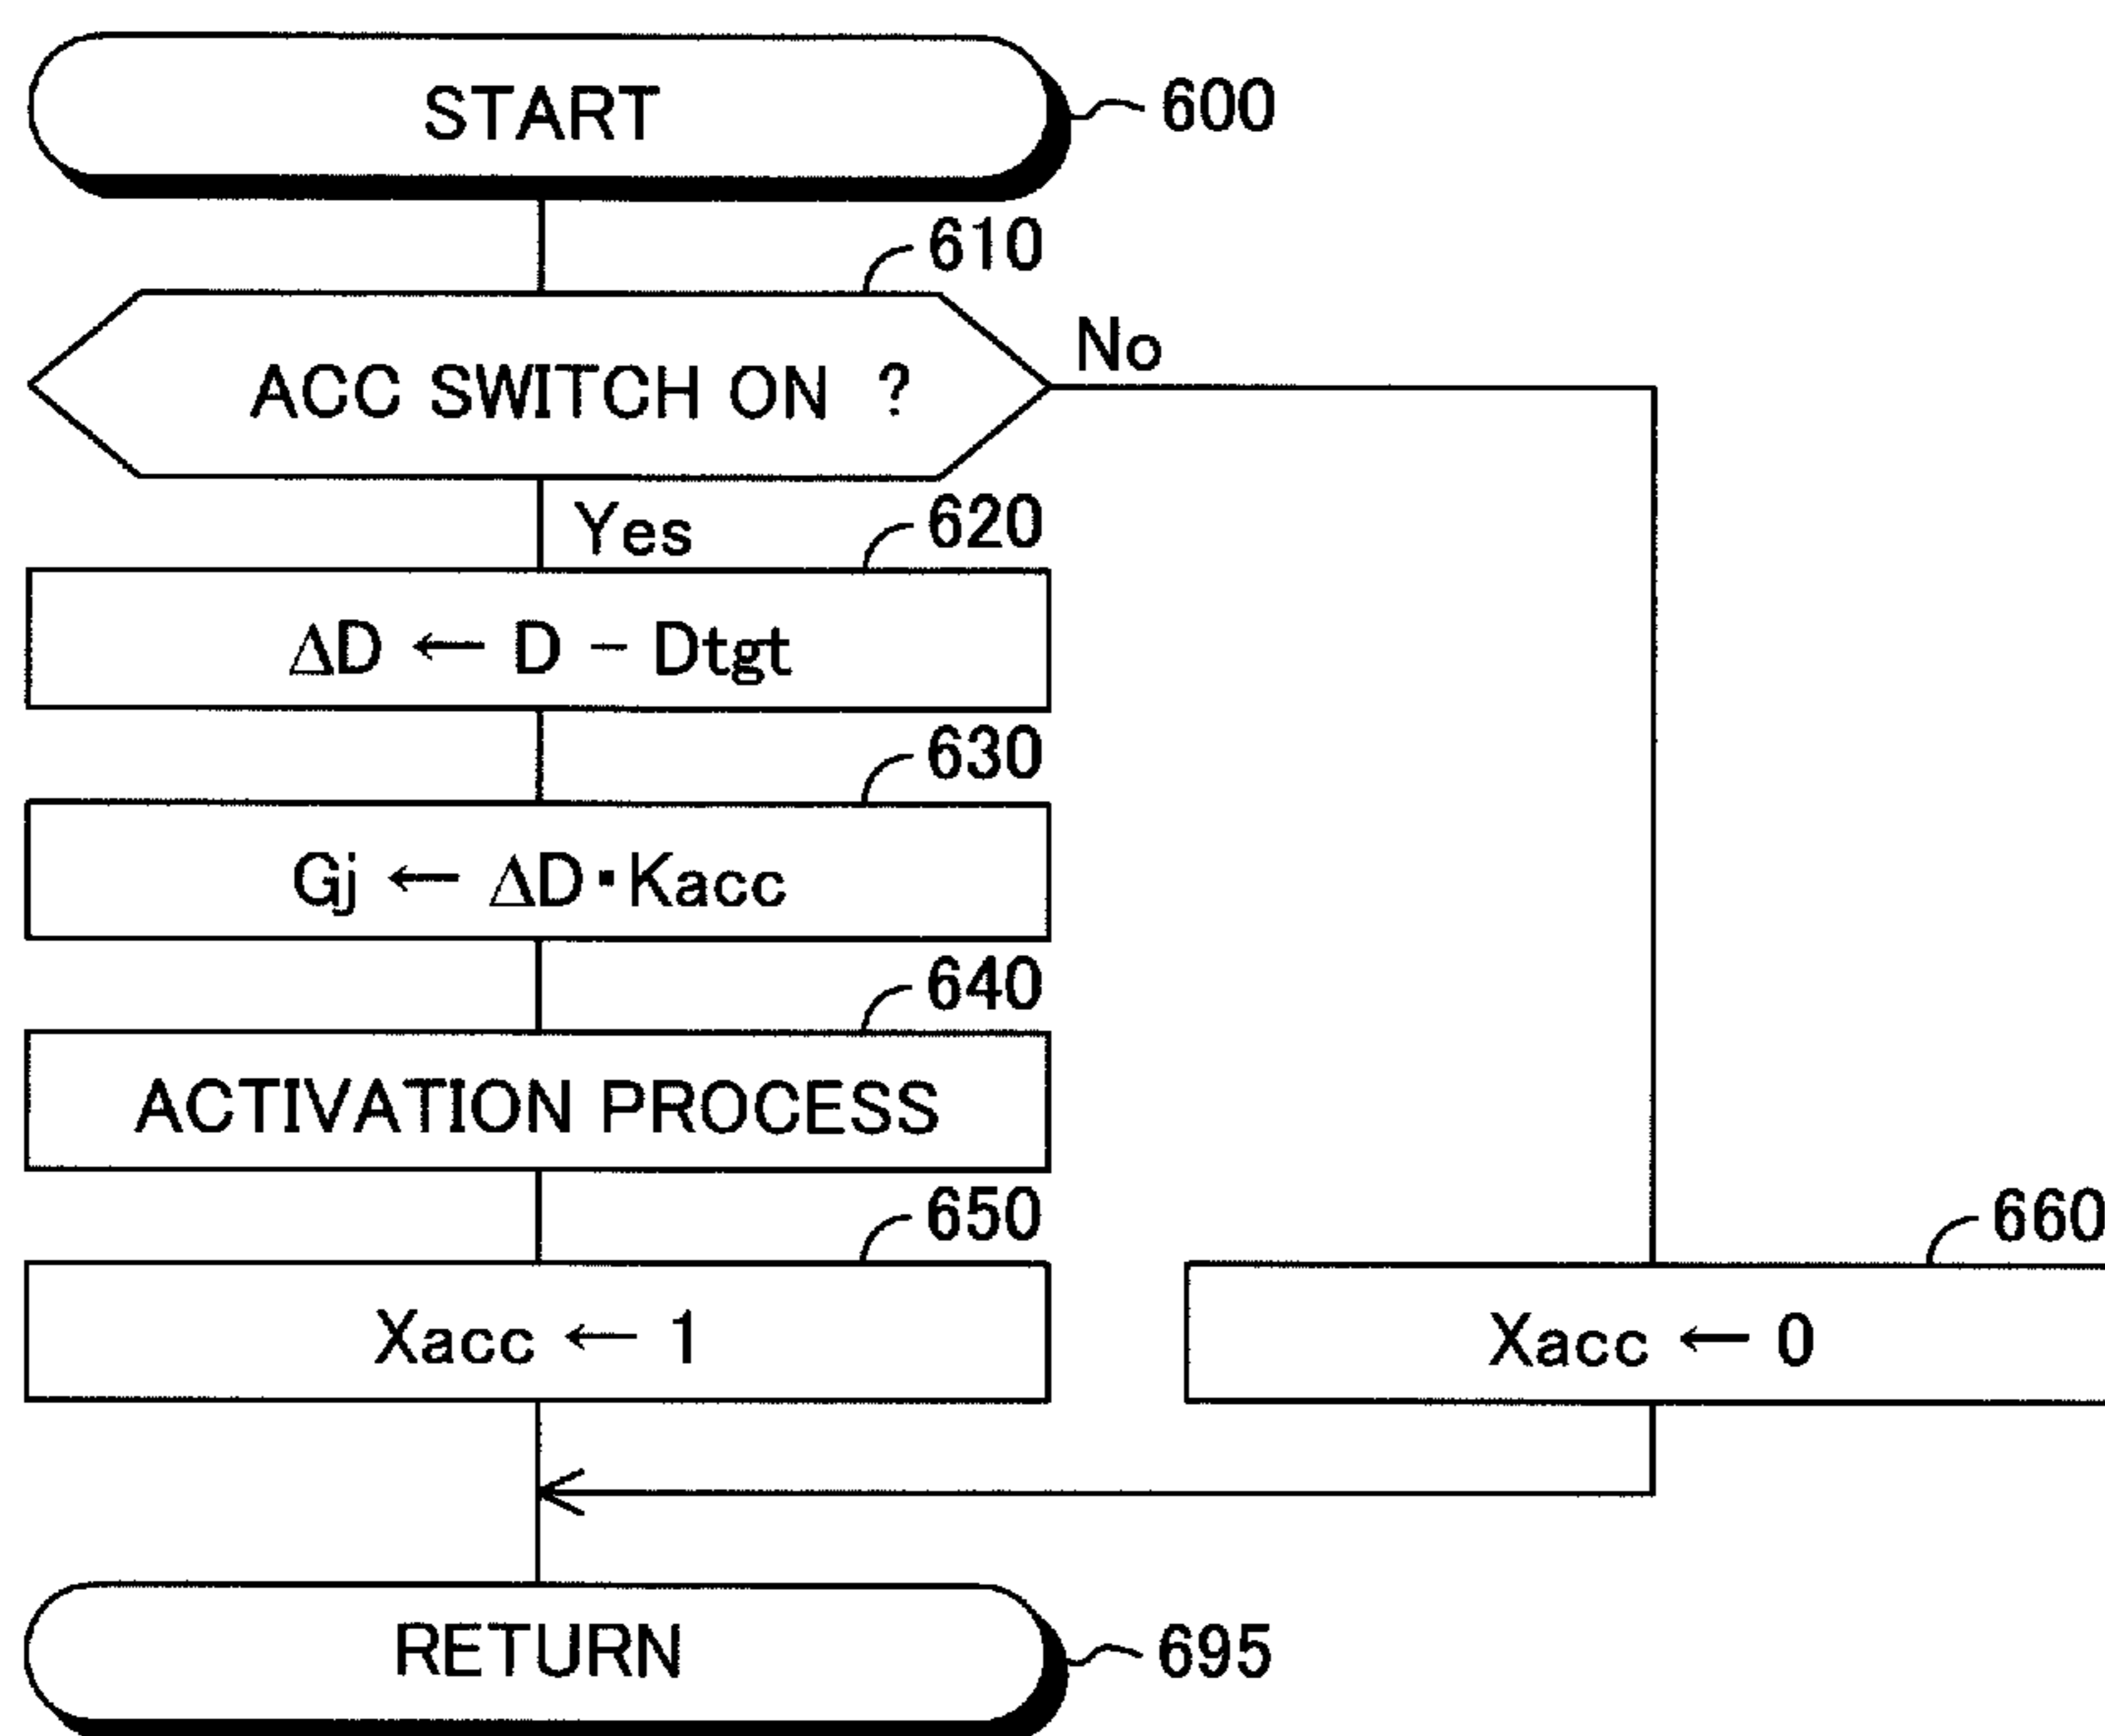 START
600
610
ACC SWITCH ON ?
No
Yes
620
ΔD ← D - Dtgt
630
Gj ← ΔD・Kacc
640
ACTIVATION PROCESS
650
Xacc ← 1
660
Xacc ← 0
RETURN
695